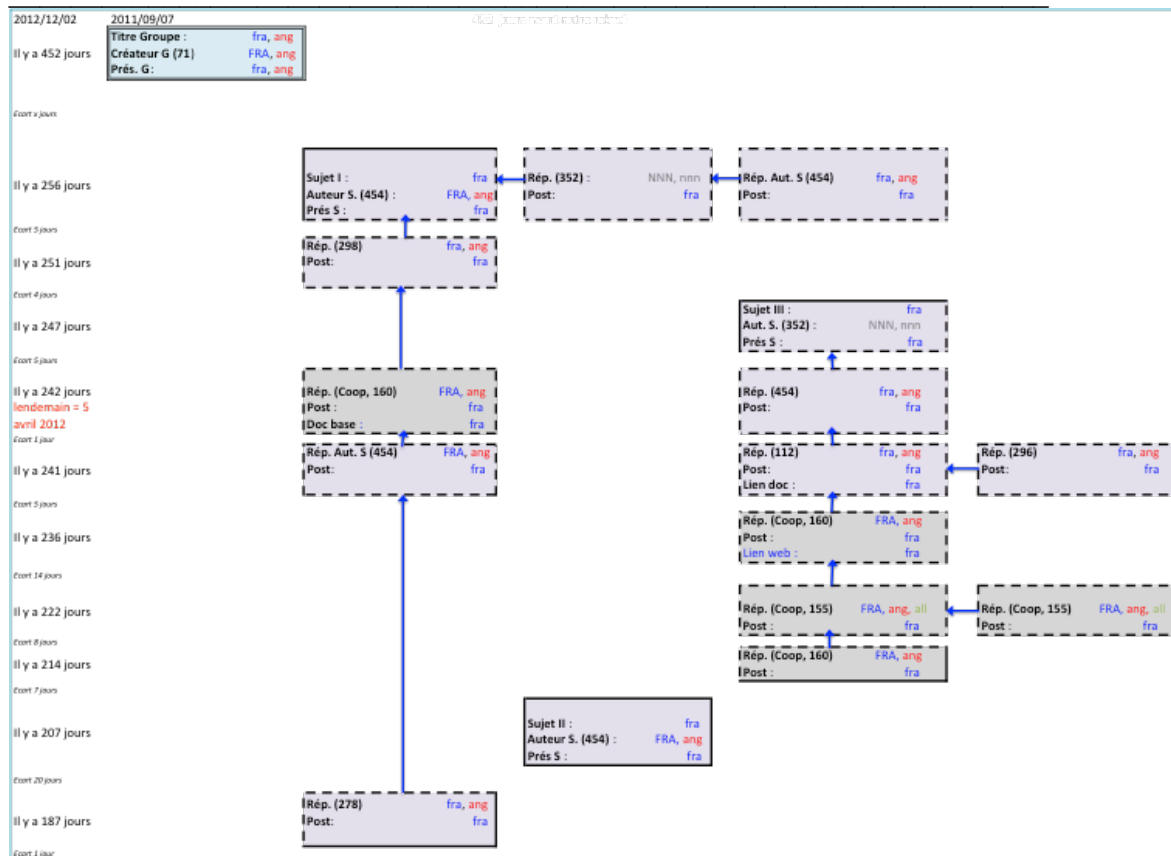 2012/12/02 2011/09/07
Il y a 452 jours
Titre Groupe : fra, ang
Créateur G (71) FRA, ang
Prés. G: fra, ang
Ecart x jours
Il y a 256 jours
Sujet I : fra
Auteur S. (454) : FRA, ang
Prés S : fra
Rép. (352) : NNN, nnn
Post: fra
Rép. Aut. S (454) fra, ang
Post: fra
Ecart 5 jours
Il y a 251 jours
Rép. (298) fra, ang
Post: fra
Ecart 4 jours
Il y a 247 jours
Sujet III : fra
Aut. S. (352) : NNN, nnn
Prés S : fra
Ecart 5 jours
Il y a 242 jours
lendemain = 5
avril 2012
Rép. (Coop, 160) FRA, ang
Post : fra
Doc base : fra
Rép. (454) fra, ang
Post: fra
Ecart 1 jour
Il y a 241 jours
Rép. Aut. S (454) FRA, ang
Post: fra
Rép. (112) fra, ang
Post: fra
Lien doc : fra
Rép. (296) fra, ang
Post: fra
Ecart 5 jours
Il y a 236 jours
Rép. (Coop, 160) FRA, ang
Post : fra
Lien web : fra
Ecart 14 jours
Il y a 222 jours
Rép. (Coop, 155) FRA, ang, all
Post : fra
Rép. (Coop, 155) FRA, ang, all
Post : fra
Ecart 8 jours
Il y a 214 jours
Rép. (Coop, 160) FRA, ang
Post : fra
Ecart 7 jours
Il y a 207 jours
Sujet II : fra
Auteur S. (454) : FRA, ang
Prés S : fra
Ecart 20 jours
Il y a 187 jours
Rép. (278) fra, ang
Post: fra
Ecart 1 jour